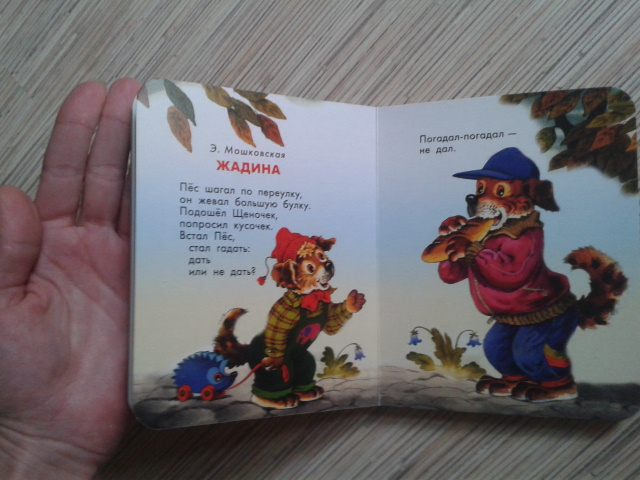 Э. Мошковская
ЖАДИНА
Пёс шагал по переулку,
он жевал большую булку.
Подошёл Щеночек,
попросил кусочек.
Встал Пёс,
стал гадать:
дать
или не дать?
Погадал-погадал —
не дал.